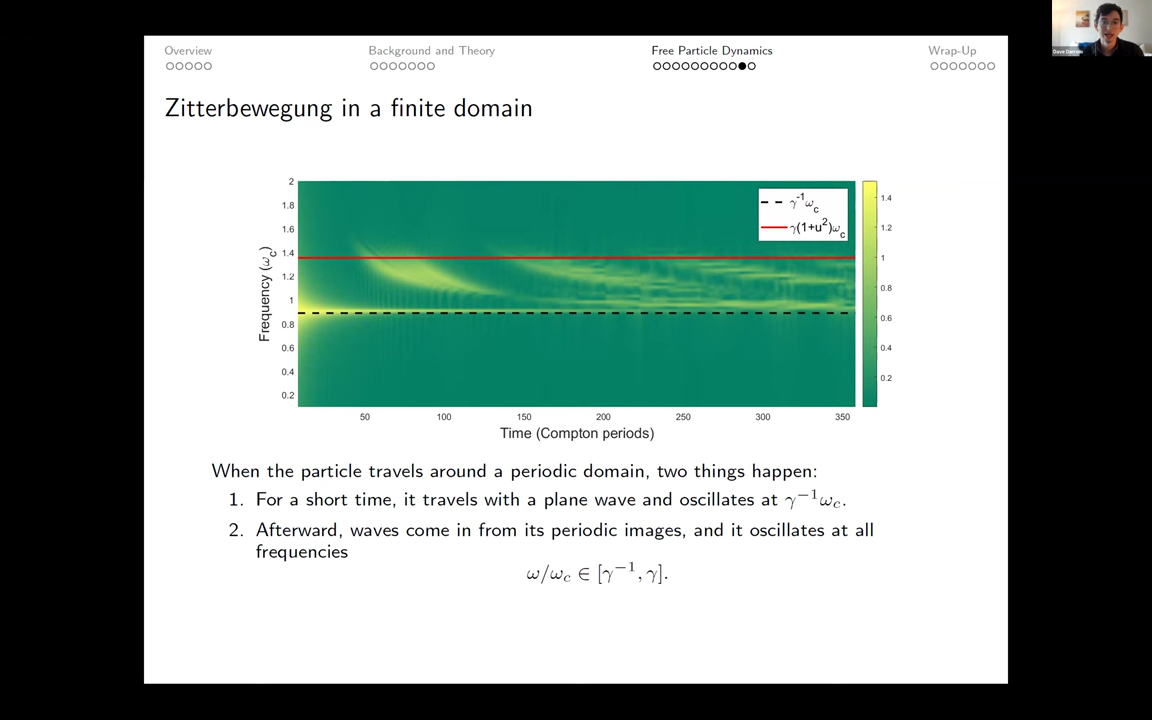 Overview Background and Theory Free Particle Dynamics Wrap-Up
Zitterbewegung in a finite domain
2
1.8
1.6
1.4
1.2
1
0.8
0.6
0.4
0.2
Frequency (ω_c)
γ^-1 ω_c
γ(1+u^2)ω_c
1.4
1.2
1
0.8
0.6
0.4
0.2
50 100 150 200 250 300 350
Time (Compton periods)
When the particle travels around a periodic domain, two things happen:
1. For a short time, it travels with a plane wave and oscillates at γ^−1 ω_c.
2. Afterward, waves come in from its periodic images, and it oscillates at all
frequencies
ω/ω_c ∈ [γ^−1, γ].